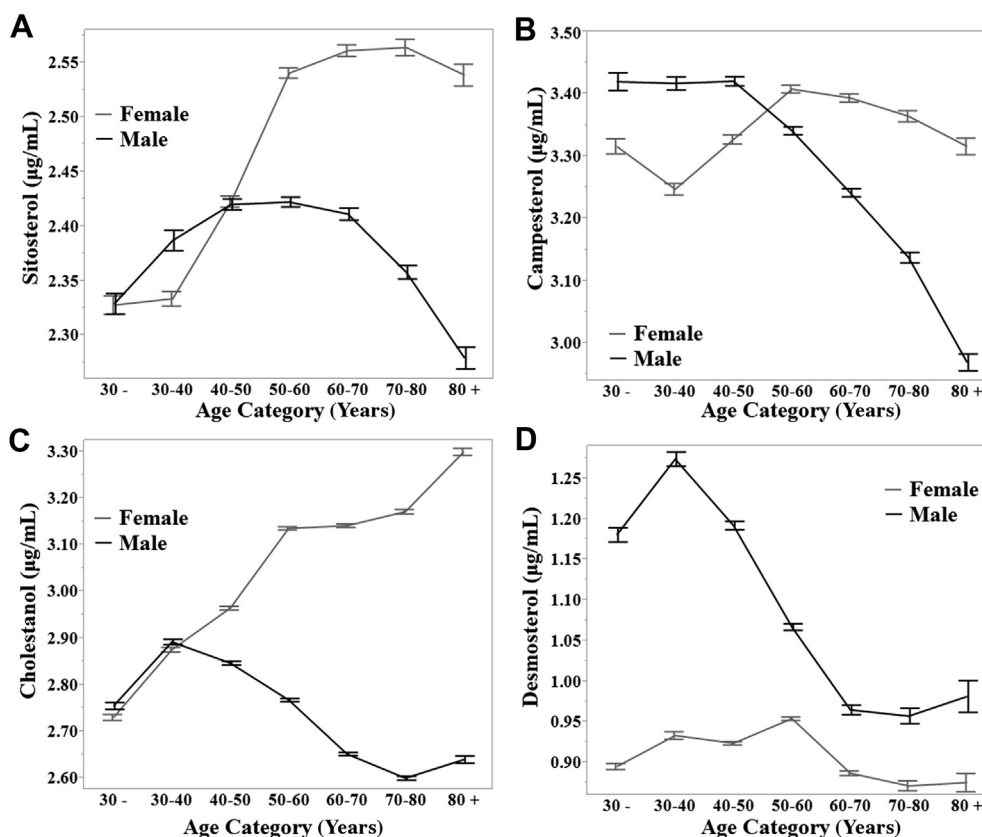 A
Sitosterol (µg/mL)
2.55
2.50
2.45
2.40
2.35
2.30
Female
Male
30 - 30-40 40-50 50-60 60-70 70-80 80 +
Age Category (Years)
B
Campesterol (µg/mL)
3.50
3.40
3.30
3.20
3.10
3.00
Female
Male
30 - 30-40 40-50 50-60 60-70 70-80 80 +
Age Category (Years)
C
Cholestanol (µg/mL)
3.30
3.20
3.10
3.00
2.90
2.80
2.70
2.60
Female
Male
30 - 30-40 40-50 50-60 60-70 70-80 80 +
Age Category (Years)
D
Desmosterol (µg/mL)
1.25
1.20
1.15
1.10
1.05
1.00
0.95
0.90
Female
Male
30 - 30-40 40-50 50-60 60-70 70-80 80 +
Age Category (Years)